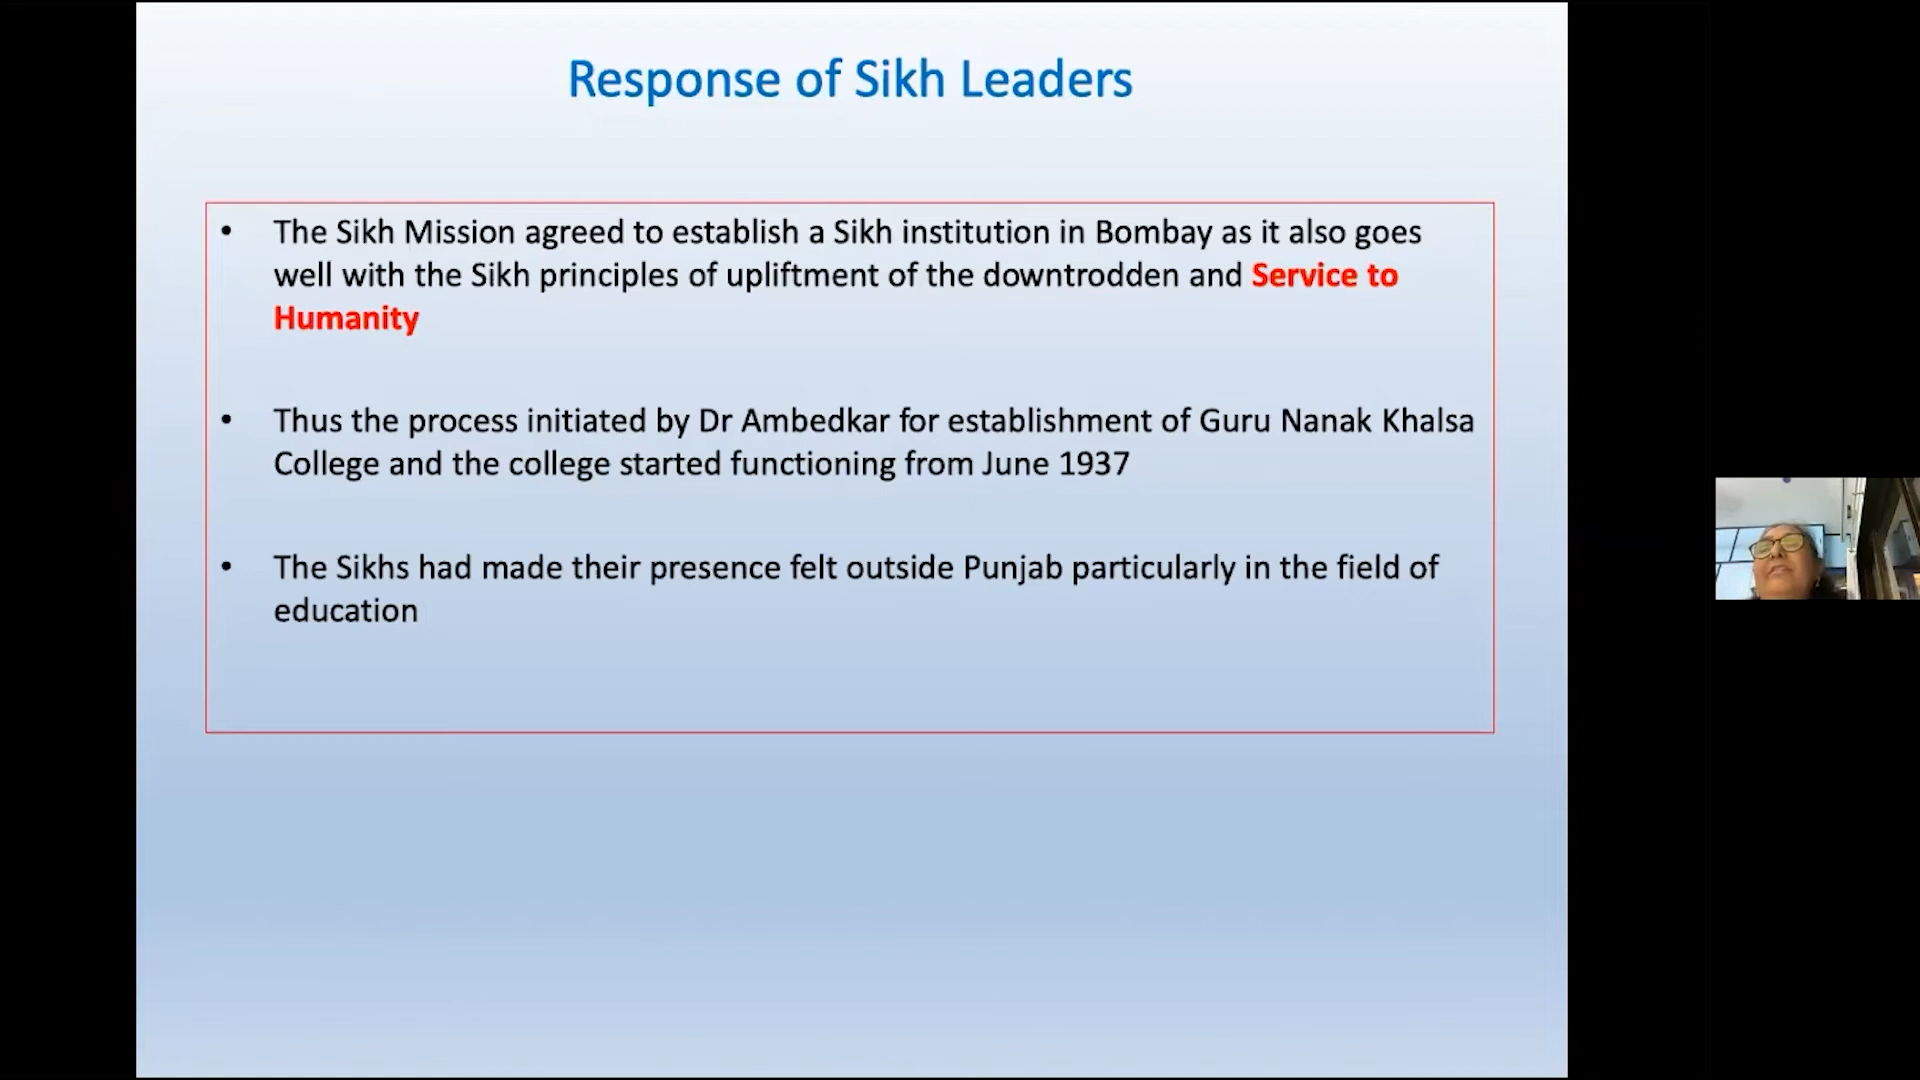 Response of Sikh Leaders
• The Sikh Mission agreed to establish a Sikh institution in Bombay as it also goes
well with the Sikh principles of upliftment of the downtrodden and Service to
Humanity
• Thus the process initiated by Dr Ambedkar for establishment of Guru Nanak Khalsa
College and the college started functioning from June 1937
• The Sikhs had made their presence felt outside Punjab particularly in the field of
education